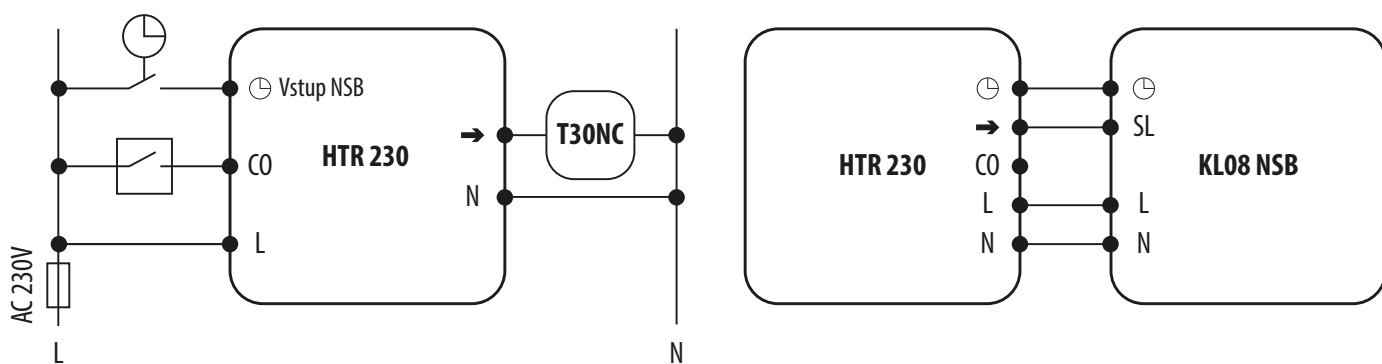 Vstup NSB
HTR 230
CO
L
N
T30NC
AC 230V
L
N
HTR 230
CO
L
N
SL
L
N
KL08 NSB